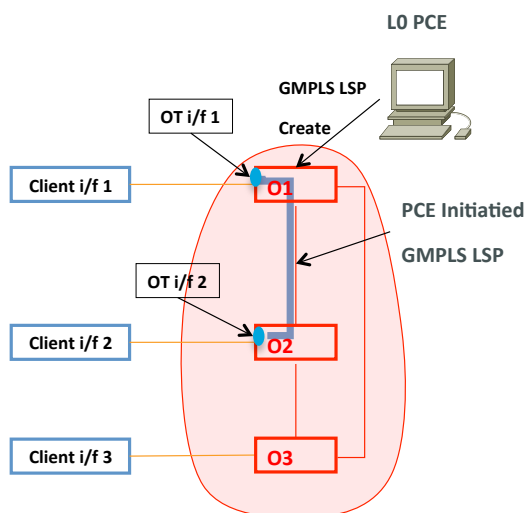 L0 PCE
GMPLS LSP
Create
OT i/f 1
Client i/f 1
O1
PCE Initiatied
GMPLS LSP
OT i/f 2
Client i/f 2
O2
Client i/f 3
O3